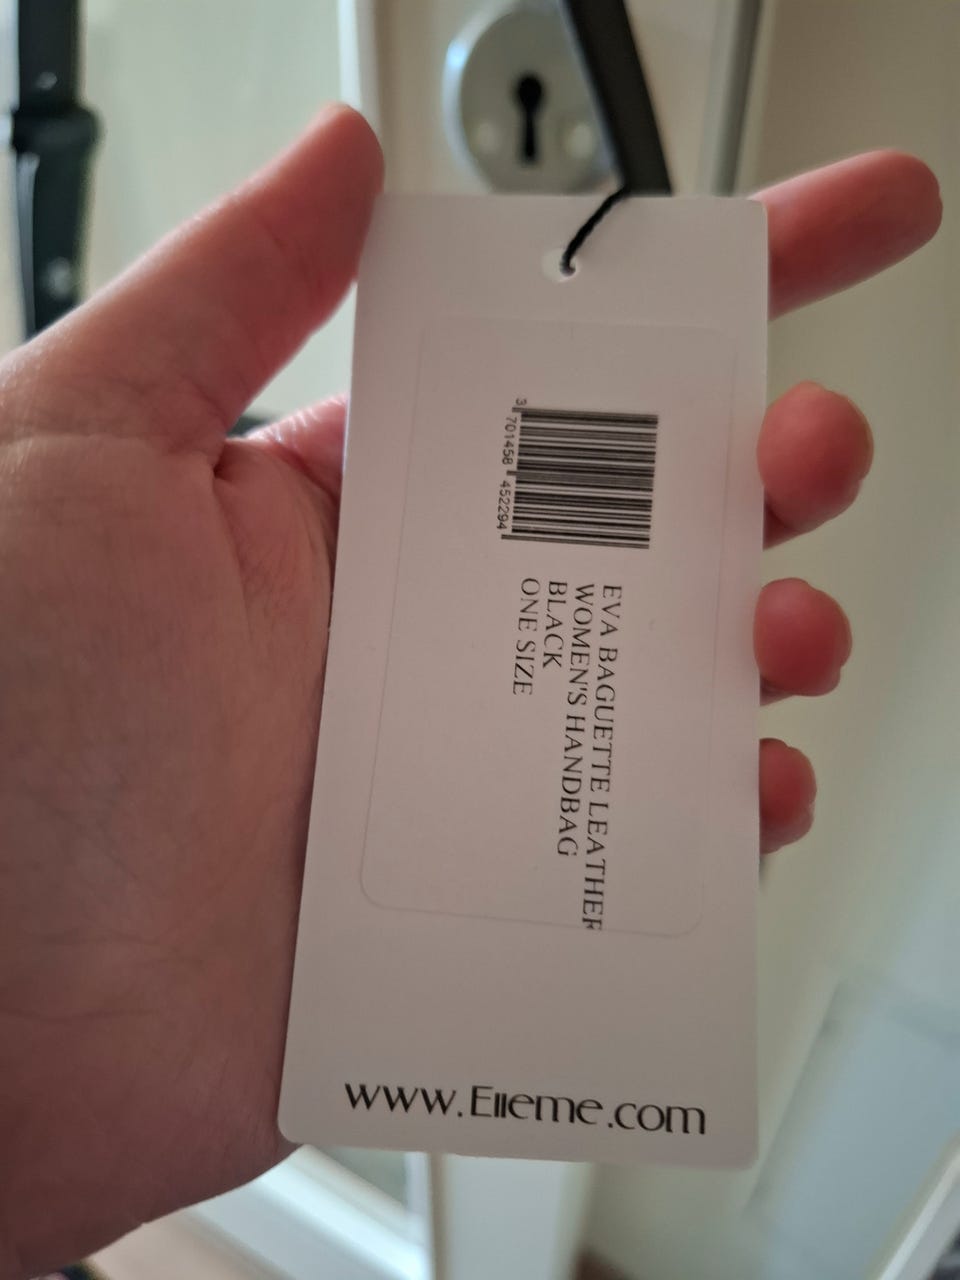 3 701458 452294
EVA BAGUETTE LEATHER
WOMEN'S HANDBAG
BLACK
ONE SIZE
www.Elleme.com